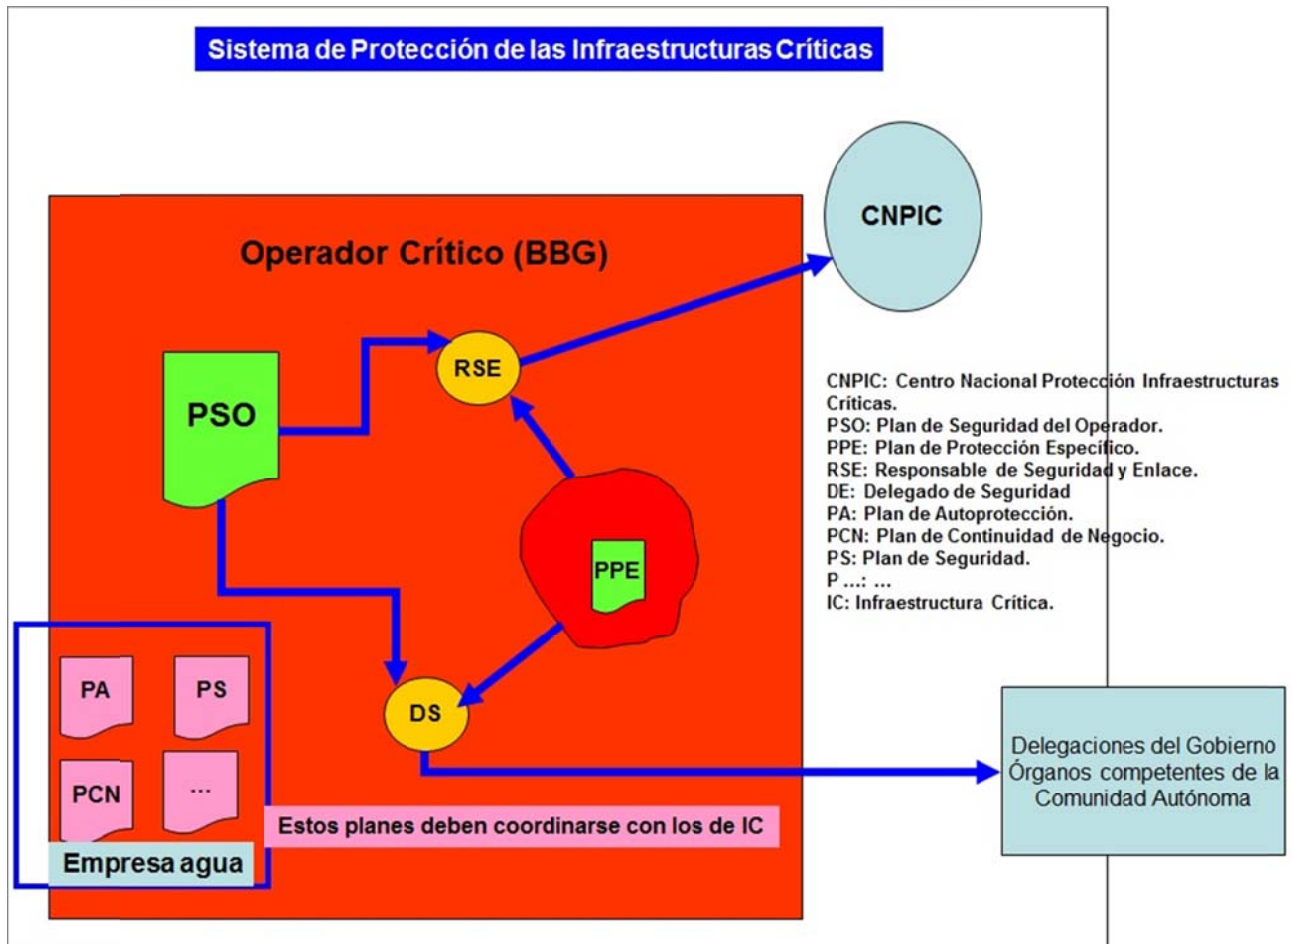 Sistema de Protección de las Infraestructuras Críticas
CNPIC
Operador Crítico (BBG)
RSE
PSO
CNPIC: Centro Nacional Protección Infraestructuras
Críticas.
PSO: Plan de Seguridad del Operador.
PPE: Plan de Protección Específico.
RSE: Responsable de Seguridad y Enlace.
DE: Delegado de Seguridad
PA: Plan de Autoprotección.
PCN: Plan de Continuidad de Negocio.
PS: Plan de Seguridad.
P ...: ...
IC: Infraestructura Crítica.
PPE
PA
PS
DS
PCN
...
Delegaciones del Gobierno
Órganos competentes de la
Comunidad Autónoma
Estos planes deben coordinarse con los de IC
Empresa agua